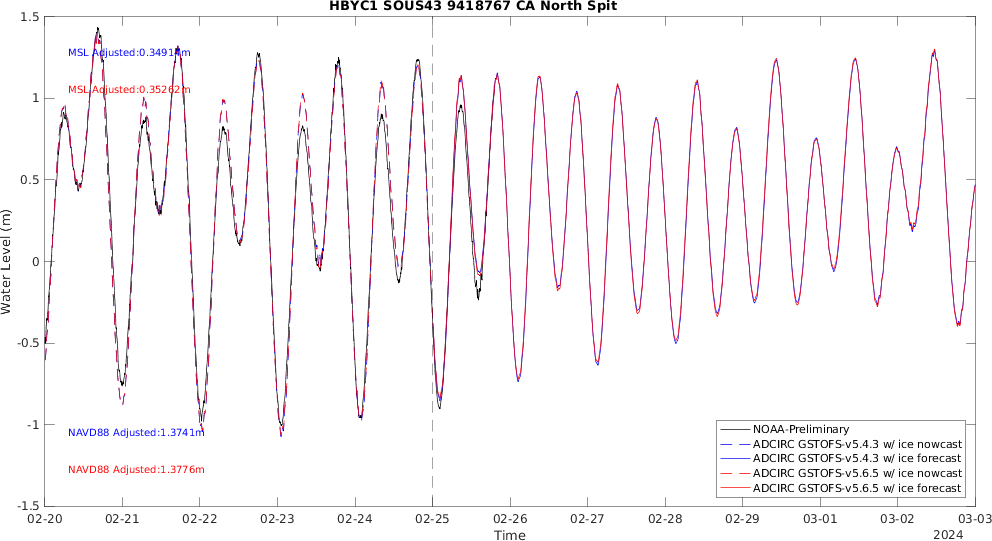 HBYC1 SOUS43 9418767 CA North Spit
1.5
MSL Adjusted:0.34914m
MSL Adjusted:0.35262m
1
0.5
Water Level (m)
0
-0.5
-1
NAVD88 Adjusted:1.3741m
NAVD88 Adjusted:1.3776m
-1.5
NOAA-Preliminary
ADCIRC GSTOFS-v5.4.3 w/ ice nowcast
ADCIRC GSTOFS-v5.4.3 w/ ice forecast
ADCIRC GSTOFS-v5.6.5 w/ ice nowcast
ADCIRC GSTOFS-v5.6.5 w/ ice forecast
02-20 02-21 02-22 02-23 02-24 02-25 02-26 02-27 02-28 02-29 03-01 03-02 03-03
Time
2024